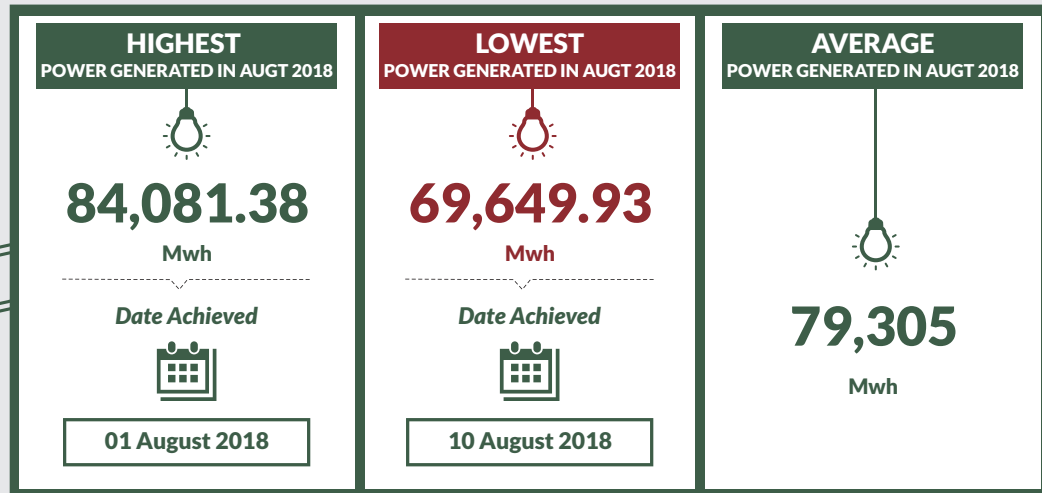 HIGHEST
POWER GENERATED IN AUGT 2018
84,081.38
Mwh
Date Achieved
01 August 2018
LOWEST
POWER GENERATED IN AUGT 2018
69,649.93
Mwh
Date Achieved
10 August 2018
AVERAGE
POWER GENERATED IN AUGT 2018
79,305
Mwh